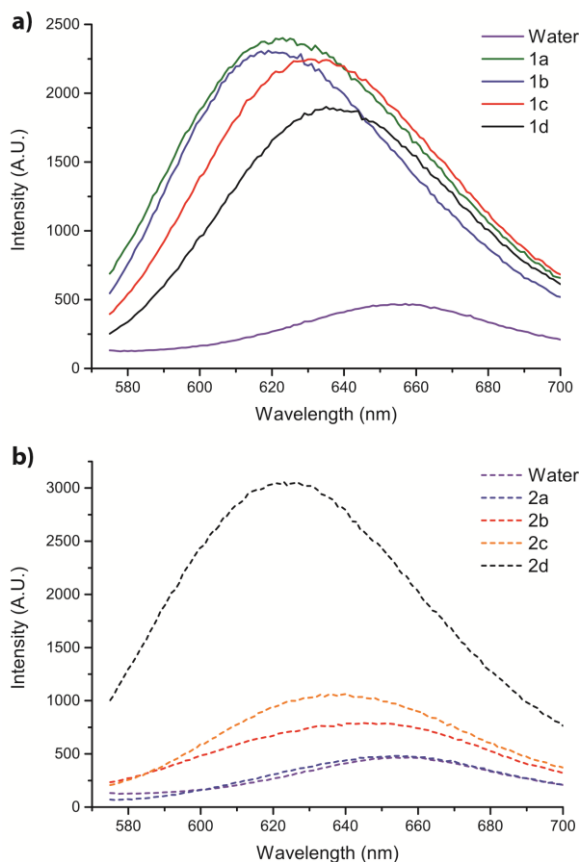 a)
Water
1a
1b
1c
1d
2500
2000
1500
1000
500
0
Intensity (A.U.)
580 600 620 640 660 680 700
Wavelength (nm)
b)
Water
2a
2b
2c
2d
3000
2500
2000
1500
1000
500
0
Intensity (A.U.)
580 600 620 640 660 680 700
Wavelength (nm)